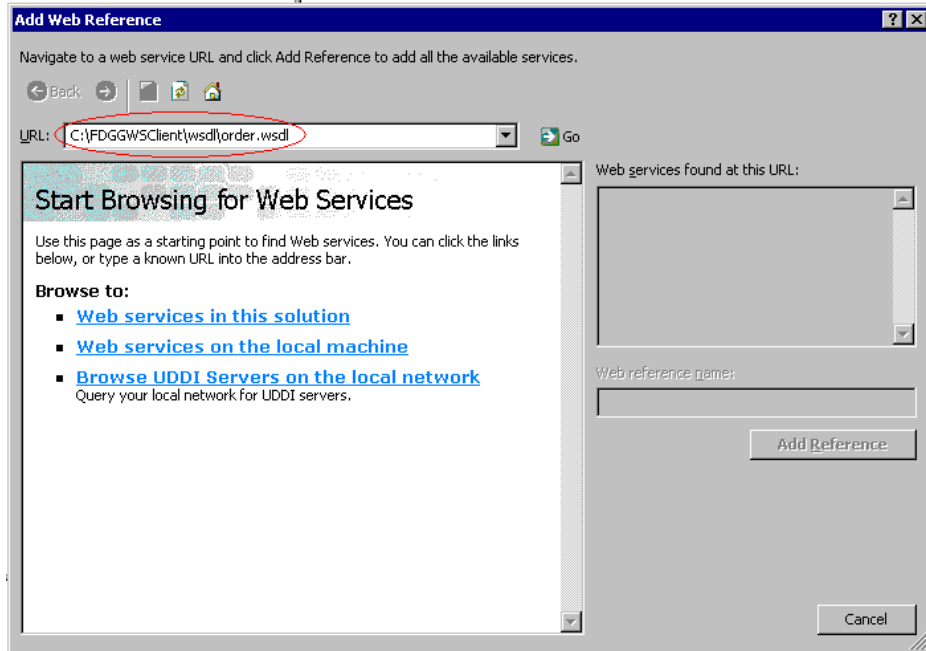 Add Web Reference
Navigate to a web service URL and click Add Reference to add all the available services.
Back
URL: C:\FDGGWSClient\wsdl\order.wsdl Go
Start Browsing for Web Services
Use this page as a starting point to find Web services. You can click the links
below, or type a known URL into the address bar.
Browse to:
Web services in this solution
Web services on the local machine
Browse UDDI Servers on the local network
Query your local network for UDDI servers.
Web services found at this URL:
Web reference name:
Add Reference
Cancel